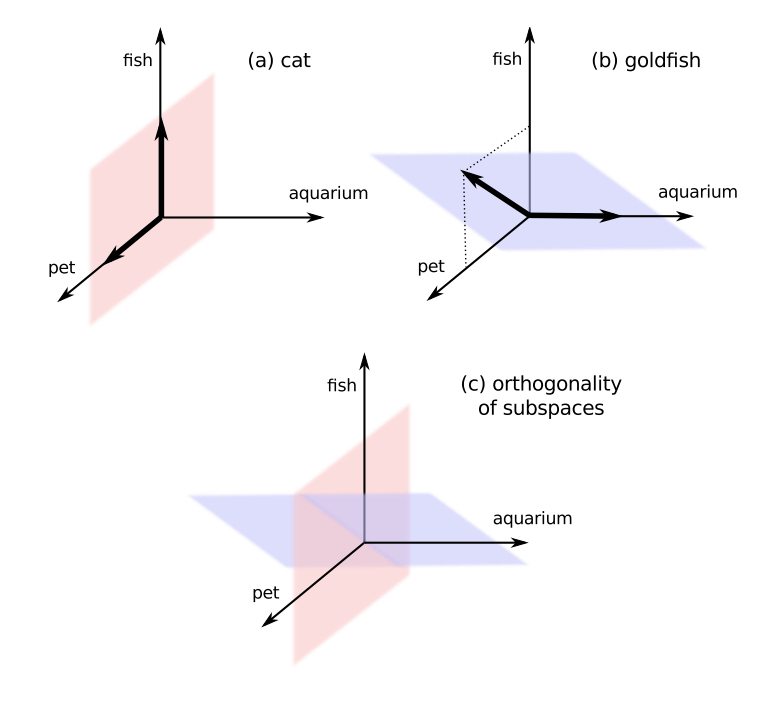 fish
(a) cat
aquarium
pet
fish
(b) goldfish
aquarium
pet
fish
(c) orthogonality
of subspaces
aquarium
pet